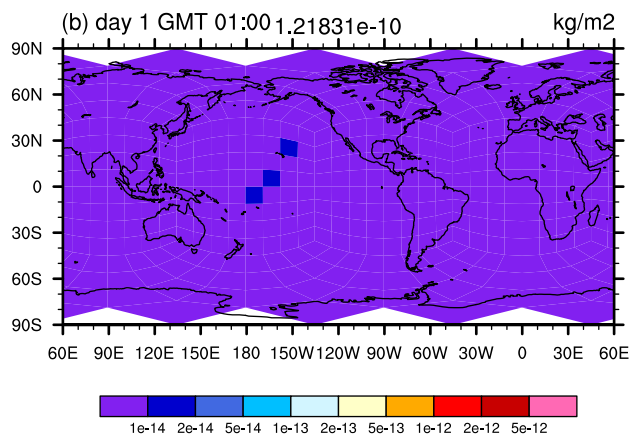 (b) day 1 GMT 01:00 1.21831e-10 kg/m2
90N
60N
30N
0
30S
60S
90S
60E 90E 120E 150E 180 150W 120W 90W 60W 30W 0 30E 60E
1e-14 2e-14 5e-14 1e-13 2e-13 5e-13 1e-12 2e-12 5e-12